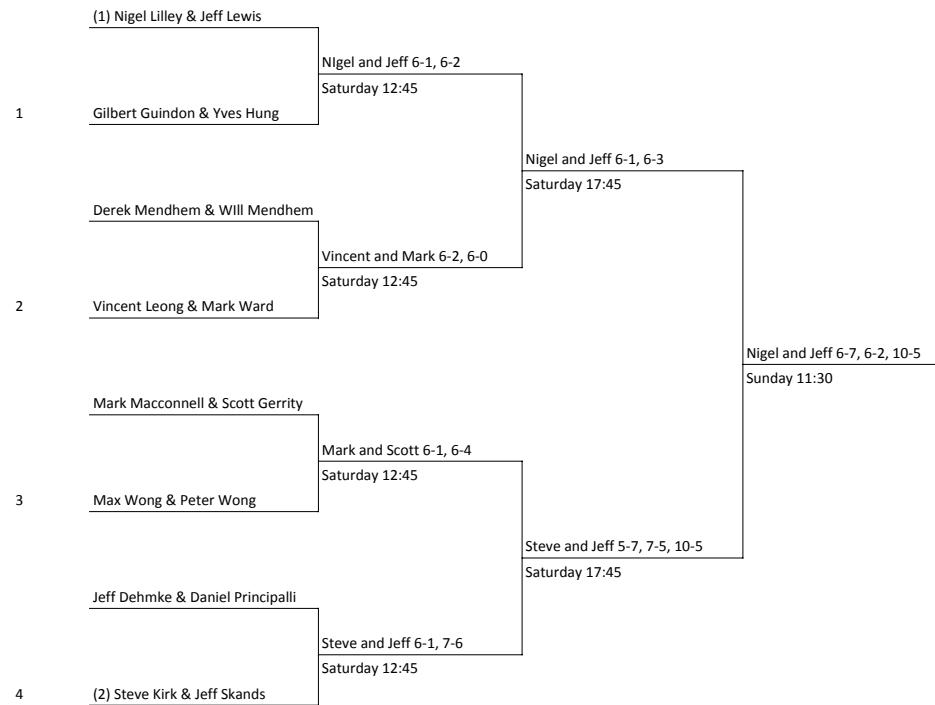 (1) Nigel Lilley & Jeff Lewis
NIgel and Jeff 6-1, 6-2
Saturday 12:45
1 Gilbert Guindon & Yves Hung
Nigel and Jeff 6-1, 6-3
Saturday 17:45
Derek Mendhem & WIll Mendhem
Vincent and Mark 6-2, 6-0
Saturday 12:45
2 Vincent Leong & Mark Ward
Nigel and Jeff 6-7, 6-2, 10-5
Sunday 11:30
Mark Macconnell & Scott Gerrity
Mark and Scott 6-1, 6-4
Saturday 12:45
3 Max Wong & Peter Wong
Steve and Jeff 5-7, 7-5, 10-5
Saturday 17:45
Jeff Dehmke & Daniel Principalli
Steve and Jeff 6-1, 7-6
Saturday 12:45
4 (2) Steve Kirk & Jeff Skands